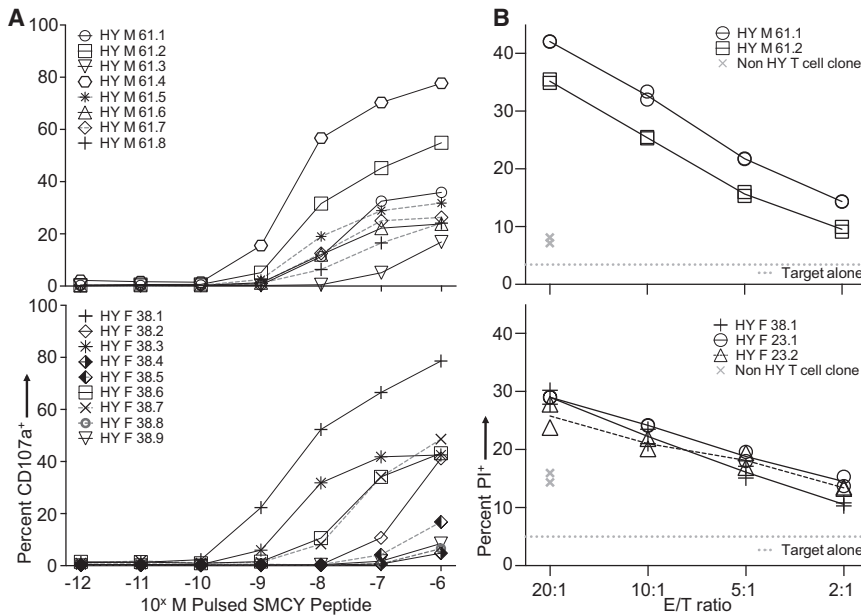 A
B
100
80
60
40
20
0
HY M 61.1
HY M 61.2
HY M 61.3
HY M 61.4
HY M 61.5
HY M 61.6
HY M 61.7
HY M 61.8
40
30
20
10
0
HY M 61.1
HY M 61.2
Non HY T cell clone
Target alone
100
80
60
40
20
0
HY F 38.1
HY F 38.2
HY F 38.3
HY F 38.4
HY F 38.5
HY F 38.6
HY F 38.7
HY F 38.8
HY F 38.9
Percent CD107a⁺
-12 -11 -10 -9 -8 -7 -6
10ˣ M Pulsed SMCY Peptide
40
30
20
10
0
HY F 38.1
HY F 23.1
HY F 23.2
Non HY T cell clone
Target alone
Percent PI⁺
20:1 10:1 5:1 2:1
E/T ratio